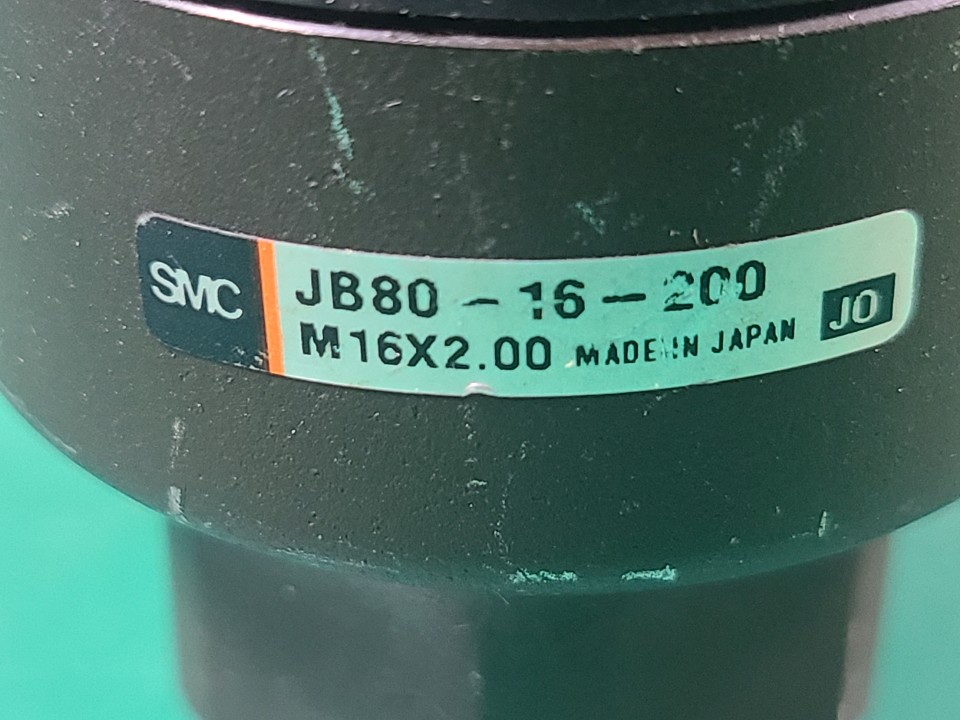 SMC
JB80-16-200
M16X2.00 MADE IN JAPAN
JO